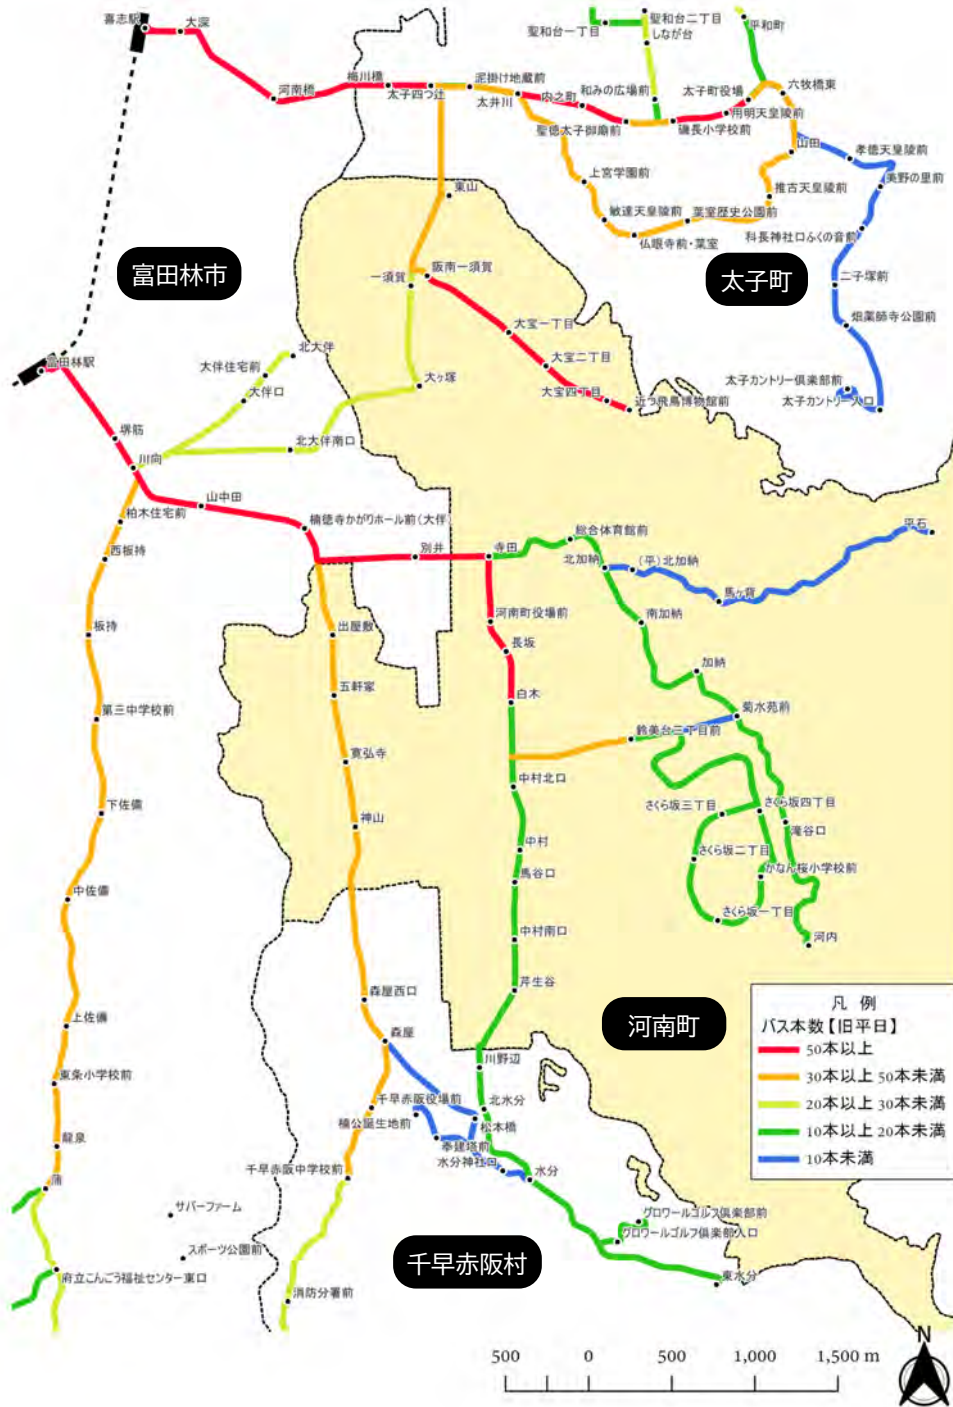 喜志駅
大深
河南橋
梅川橋
太子四つ辻
泥掛け地蔵前
太井川
内之町
和みの広場前
聖徳太子御廟前
聖和台一丁目
聖和台二丁目
しなが台
平和町
太子町役場
六牧橋東
用明天皇陵前
磯長小学校前
山田
孝徳天皇陵前
美野の里前
推古天皇陵前
科長神社口ふくの音前
上宮学園前
敏達天皇陵前
葉室歴史公園前
仏眼寺前・葉室
二子塚前
畑薬師寺公園前
太子カントリー倶楽部前
太子カントリー入口
富田林市
太子町
東山
一須賀
阪南一須賀
大宝一丁目
大宝二丁目
大宝四丁目
近つ飛鳥博物館前
大ヶ塚
富田林駅
北大伴
大伴住宅前
大伴口
北大伴南口
堺筋
川向
山中田
楠徳寺かがりホール前(大伴)
柏木住宅前
西板持
板持
第三中学校前
下佐備
中佐備
上佐備
東条小学校前
龍泉
蒲
府立こんごう福祉センター東口
サバーファーム
スポーツ公園前
別井
寺田
総合体育館前
北加納
(平)北加納
馬ヶ背
平石
河南町役場前
長坂
白木
南加納
加納
菊水苑前
鈴美台三丁目前
さくら坂三丁目
さくら坂四丁目
滝谷口
さくら坂二丁目
かなん桜小学校前
さくら坂一丁目
河内
出屋敷
五軒家
寛弘寺
神山
中村北口
中村
馬谷口
中村南口
芹生谷
森屋西口
森屋
川野辺
北水分
千早赤阪役場前
楠公誕生地前
松本橋
奉建塔前
水分神社口
水分
千早赤阪中学校前
消防分署前
グロワールゴルフ倶楽部前
グロワールゴルフ倶楽部入口
東水分
河南町
千早赤阪村
凡 例
バス本数【旧平日】
50本以上
30本以上 50本未満
20本以上 30本未満
10本以上 20本未満
10本未満
N
500 0 500 1,000 1,500 m